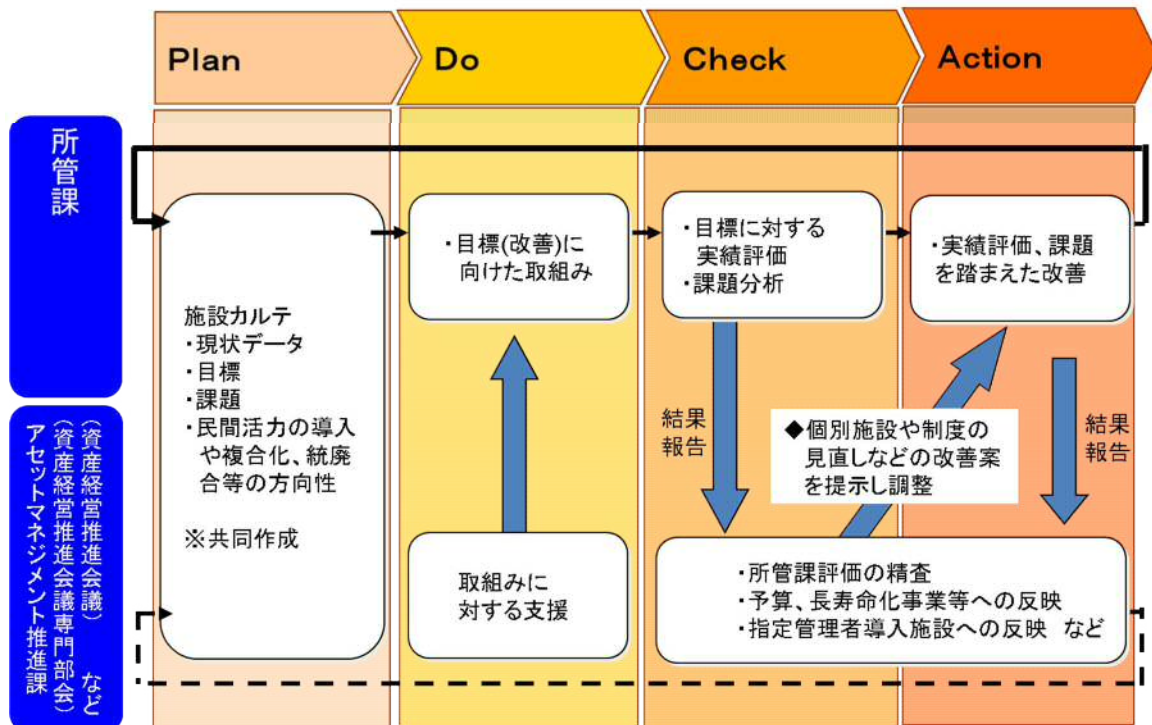 Plan
Do
Check
Action
所管課
施設カルテ
・現状データ
・目標
・課題
・民間活力の導入
や複合化、統廃
合等の方向性
※共同作成
・目標(改善)に
向けた取組み
・目標に対する
実績評価
・課題分析
・実績評価、課題
を踏まえた改善
結果
報告
◆個別施設や制度の
見直しなどの改善案
を提示し調整
結果
報告
アセットマネジメント推進課
(資産経営推進会議専門部会)
(資産経営推進会議) など
取組みに
対する支援
・所管課評価の精査
・予算、長寿命化事業等への反映
・指定管理者導入施設への反映 など